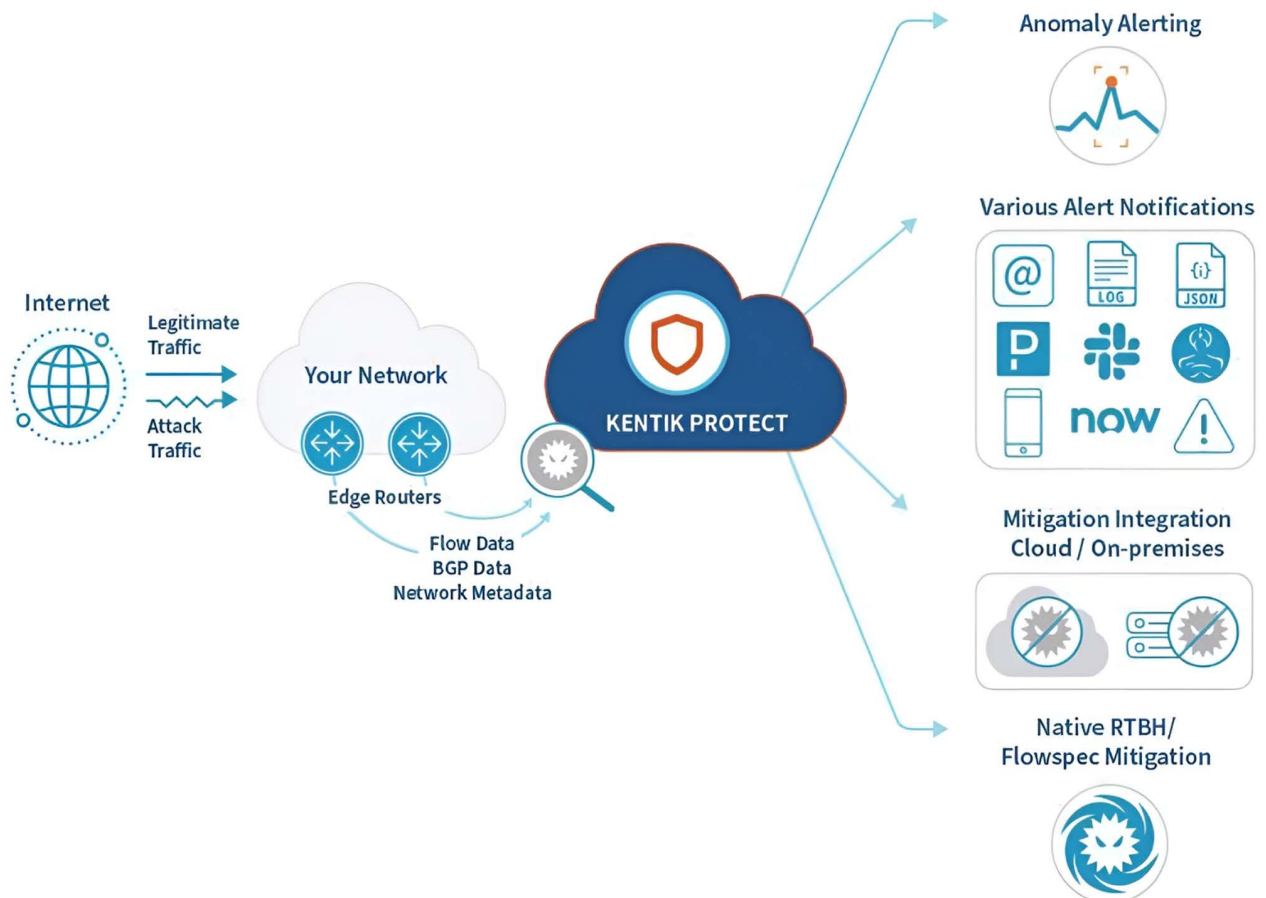 Anomaly Alerting
Various Alert Notifications
@
LOG
{i}
JSON
P
now
!
Internet
Legitimate
Traffic
Attack
Traffic
Your Network
Edge Routers
Flow Data
BGP Data
Network Metadata
KENTIK PROTECT
Mitigation Integration
Cloud / On-premises
Native RTBH/
Flowspec Mitigation